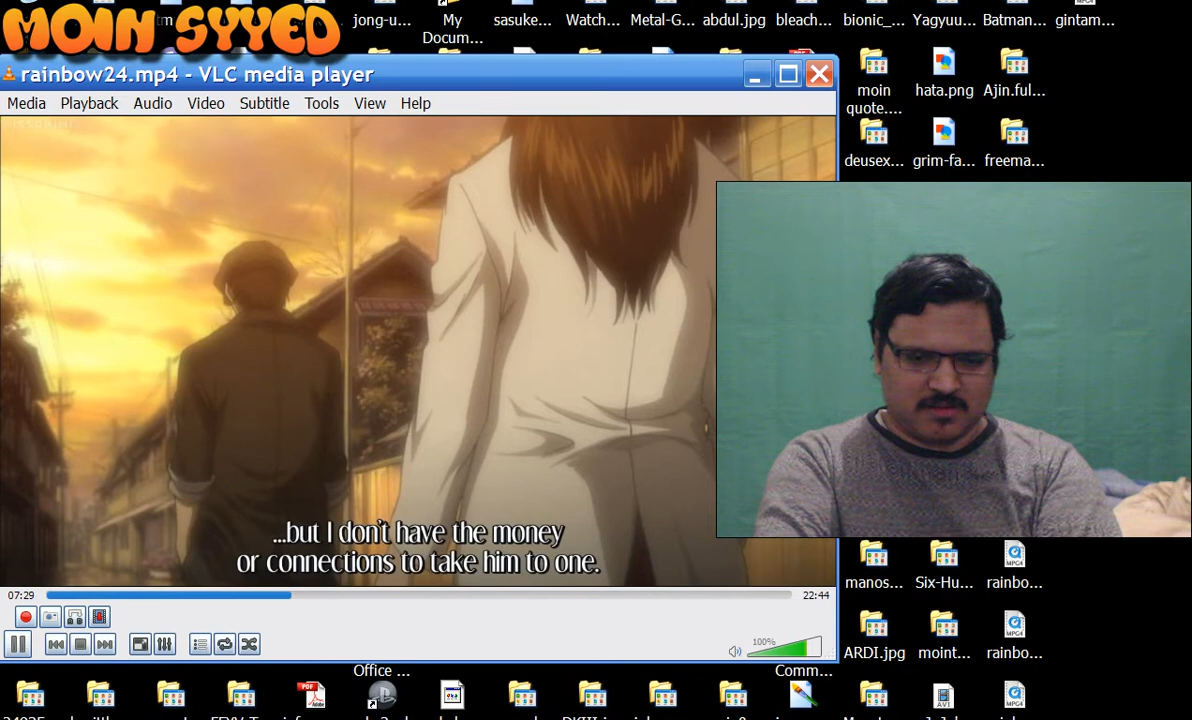 jong-u... My Docum... sasuke... Watch... Metal-G... abdul.jpg bleach... bionic_... Yagyuu... Batman... gintam...
MOIN SYYED
rainbow24.mp4 - VLC media player
Media Playback Audio Video Subtitle Tools View Help
moin quote.... hata.png Ajin.ful...
deusex... grim-fa... freema...
...but I don't have the money
or connections to take him to one.
manos... Six-Hu... rainbo...
07:29 22:44
100%
ARDI.jpg moint... rainbo...
Office ... Comm...